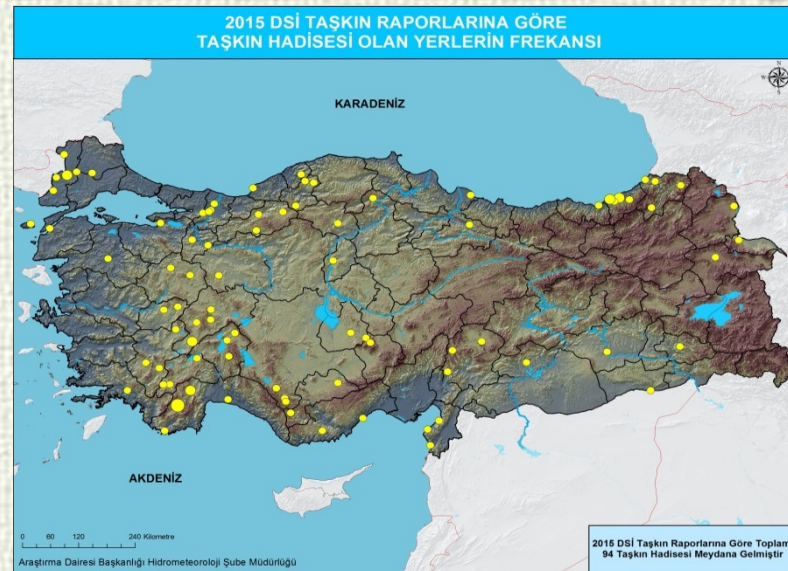 2015 DSİ TAŞKIN RAPORLARINA GÖRE
TAŞKIN HADİSESİ OLAN YERLERİN FREKANSI
N
W
E
S
KARADENİZ
AKDENİZ
0 60 120 240 Kilometre
Araştırma Dairesi Başkanlığı Hidrometeoroloji Şube Müdürlüğü
2015 DSİ Taşkın Raporlarına Göre Toplam
94 Taşkın Hadisesi Meydana Gelmiştir